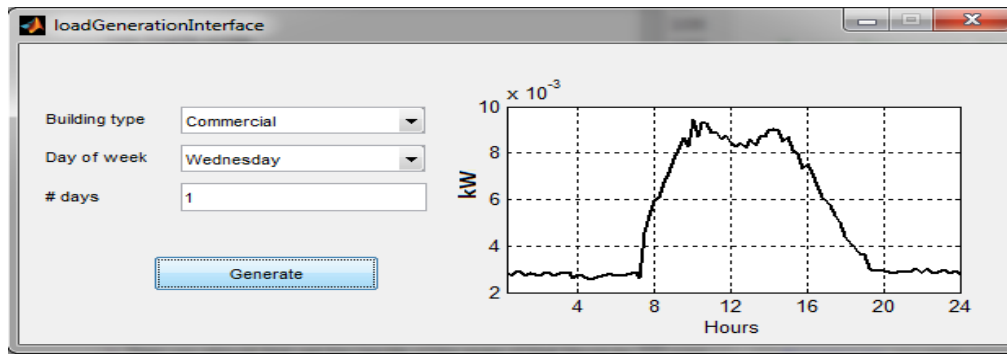 loadGenerationInterface
Building type
Commercial
Day of week
Wednesday
# days
1
Generate
x 10-3
10
8
6
4
2
kW
4
8
12
16
20
24
Hours